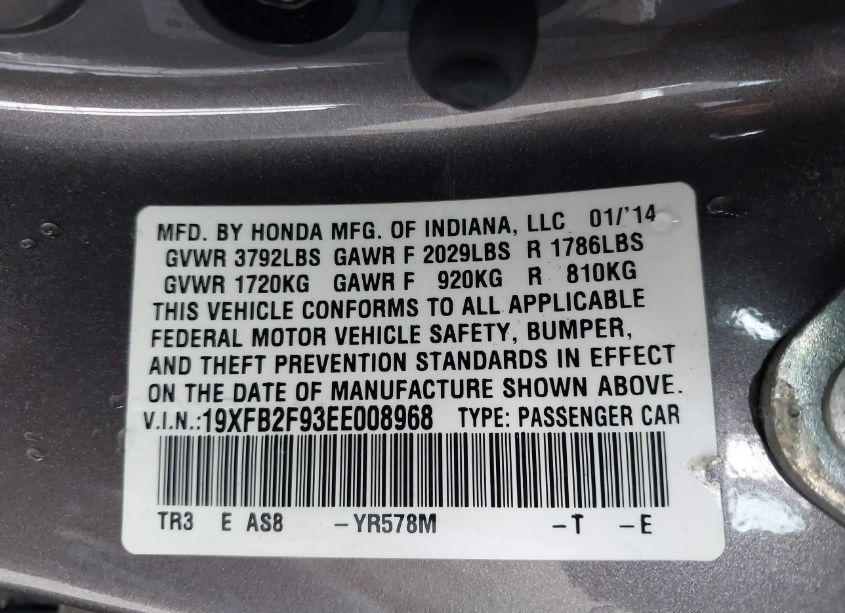 MFD. BY HONDA MFG. OF INDIANA, LLC 01/'14
GVWR 3792LBS GAWR F 2029LBS R 1786LBS
GVWR 1720KG GAWR F 920KG R 810KG
THIS VEHICLE CONFORMS TO ALL APPLICABLE
FEDERAL MOTOR VEHICLE SAFETY, BUMPER,
AND THEFT PREVENTION STANDARDS IN EFFECT
ON THE DATE OF MANUFACTURE SHOWN ABOVE.
V.I.N.:19XFB2F93EE008968 TYPE: PASSENGER CAR
TR3 E AS8 -YR578M -T -E